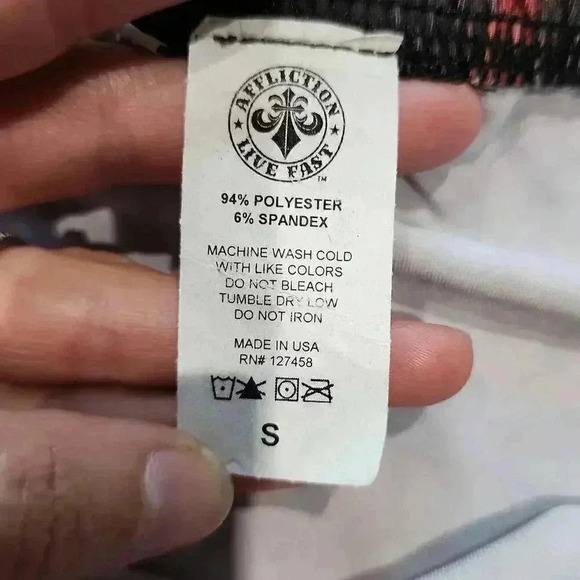 AFFLICTION
LIVE FAST
TM
94% POLYESTER
6% SPANDEX
MACHINE WASH COLD
WITH LIKE COLORS
DO NOT BLEACH
TUMBLE DRY LOW
DO NOT IRON
MADE IN USA
RN# 127458
S